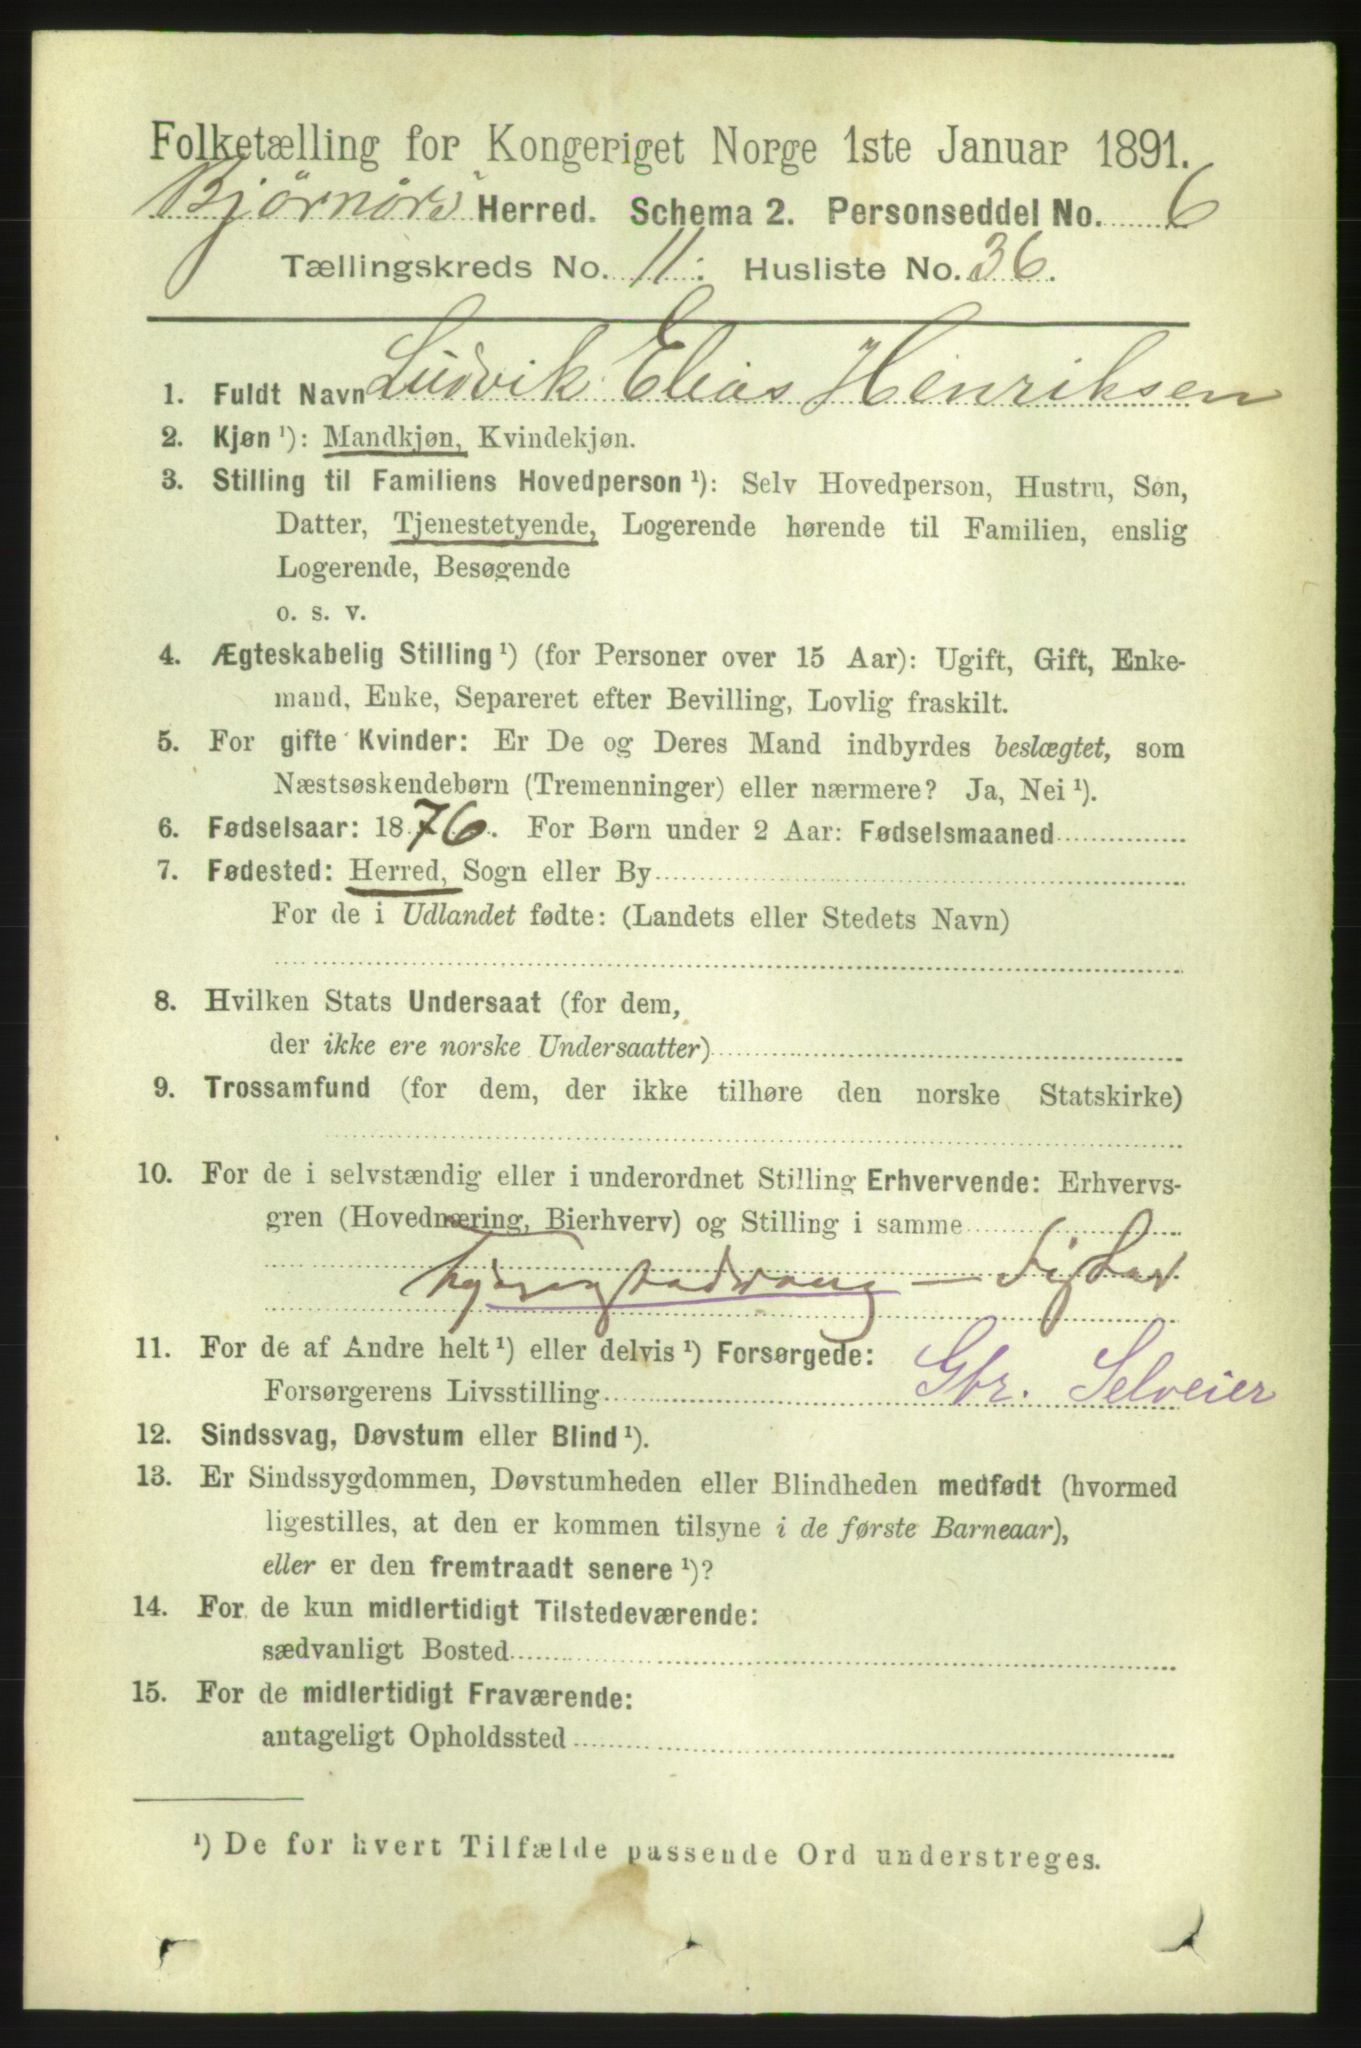 Folketælling for Kongeriget Norge 1ste Januar 1891.
Bjørnørs Herred. Schema 2. Personseddel No. 6
Tællingskreds No. 11. Husliste No. 36.
1. Fuldt Navn Ludvik Elias Henriksen
2. Kjøn ¹): Mandkjøn, Kvindekjøn.
3. Stilling til Familiens Hovedperson ¹): Selv Hovedperson, Hustru, Søn,
Datter, Tjenestetyende, Logerende hørende til Familien, enslig
Logerende, Besøgende
o. s. v.
4. Ægteskabelig Stilling ¹) (for Personer over 15 Aar): Ugift, Gift, Enke-
mand, Enke, Separeret efter Bevilling, Lovlig fraskilt.
5. For gifte Kvinder: Er De og Deres Mand indbyrdes beslægtet, som
Næstsøskendebørn (Tremenninger) eller nærmere? Ja, Nei ¹).
6. Fødselsaar: 1876. For Børn under 2 Aar: Fødselsmaaned
7. Fødested: Herred, Sogn eller By
For de i Udlandet fødte: (Landets eller Stedets Navn)
8. Hvilken Stats Undersaat (for dem,
der ikke ere norske Undersaatter)
9. Trossamfund (for dem, der ikke tilhøre den norske Statskirke)
10. For de i selvstændig eller i underordnet Stilling Erhvervende: Erhvervs-
gren (Hovednæring, Bierhverv) og Stilling i samme
—
11. For de af Andre helt ¹) eller delvis ¹) Forsørgede:
Forsørgerens Livsstilling Gbr. Selveier
12. Sindssvag, Døvstum eller Blind ¹).
13. Er Sindssygdommen, Døvstumheden eller Blindheden medfødt (hvormed
ligestilles, at den er kommen tilsyne i de første Barneaar),
eller er den fremtraadt senere ¹)?
14. For de kun midlertidigt Tilstedeværende:
sædvanligt Bosted
15. For de midlertidigt Fraværende:
antageligt Opholdssted
¹) De for hvert Tilfælde passende Ord understreges.